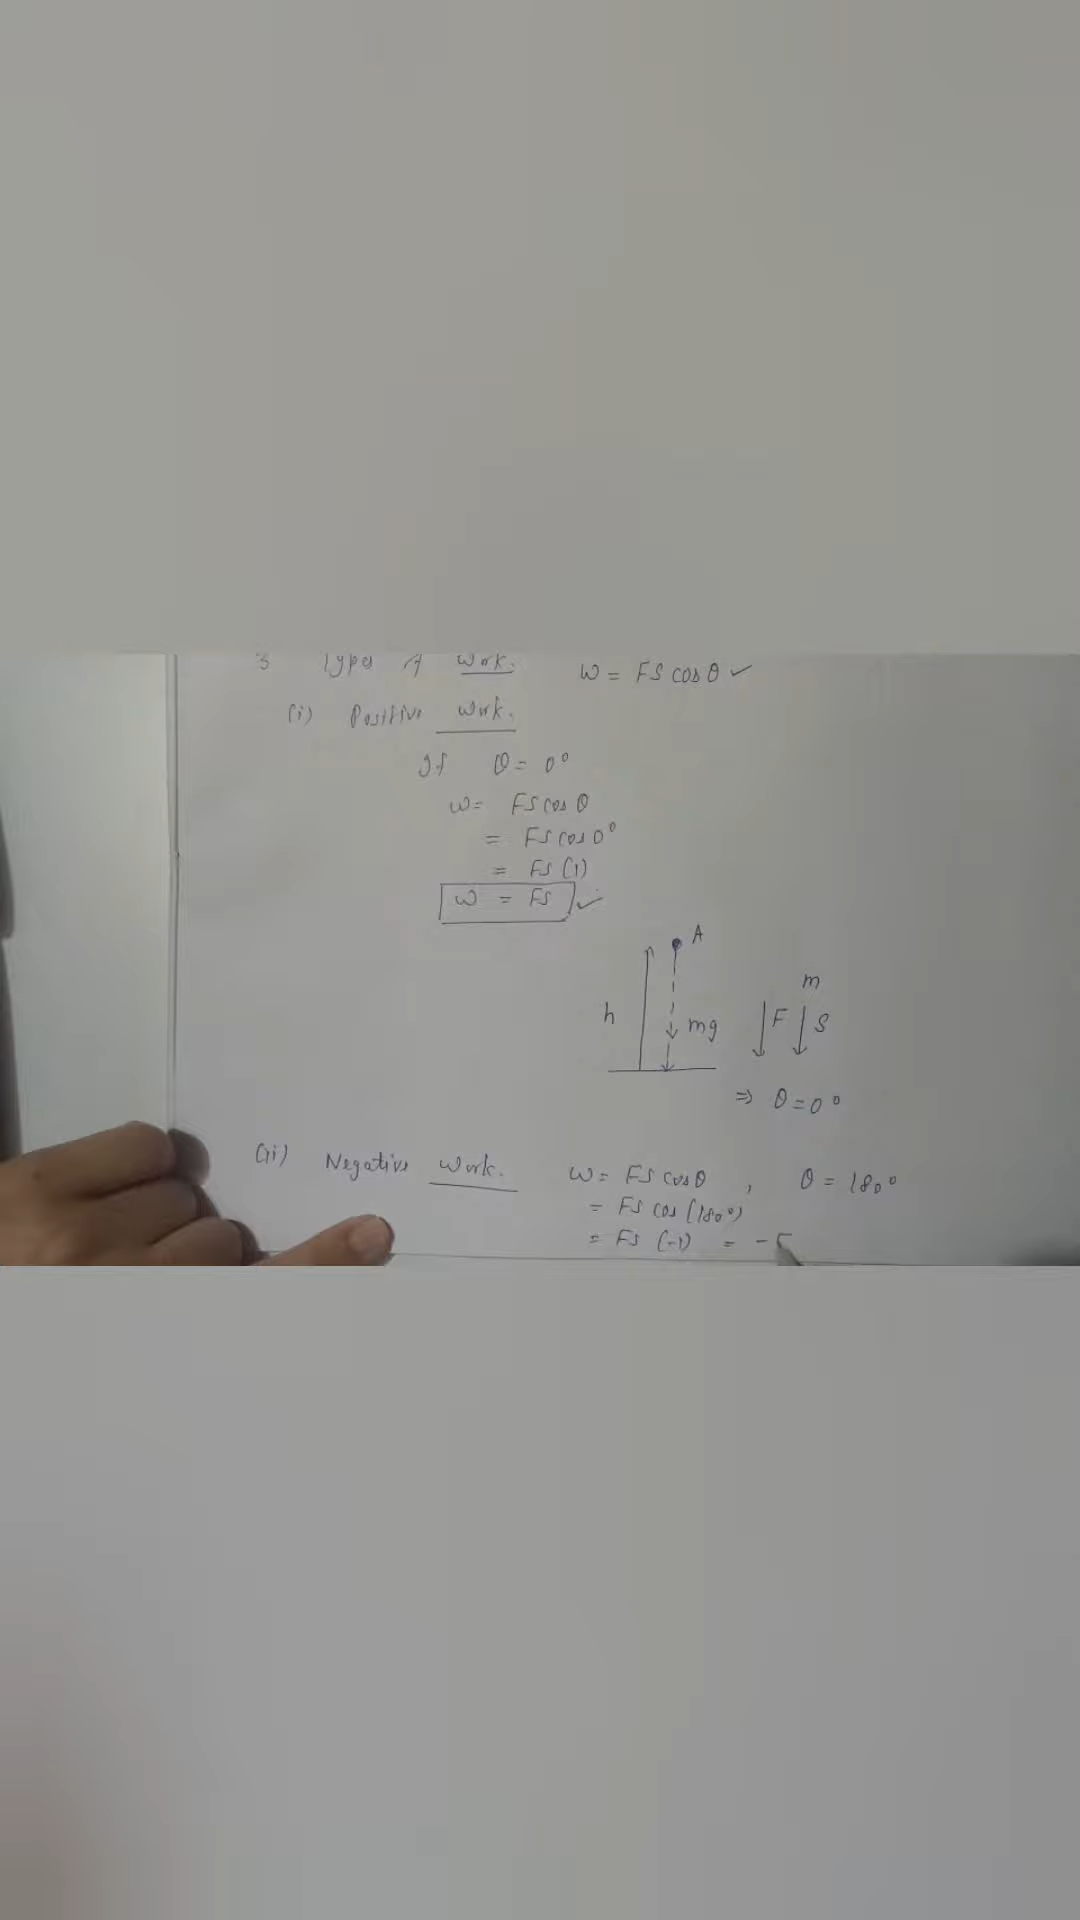 3 Types of Work. W = FS cos θ ✓
(i) Positive Work.
If θ = 0°
W = FS cos θ
= FS cos 0°
= FS (1)
W = FS ✓
A
m
h
mg
F
S
⇒ θ = 0°
(ii) Negative Work. W = FS cos θ , θ = 180°
= FS cos (180°)
= FS (-1) = -F